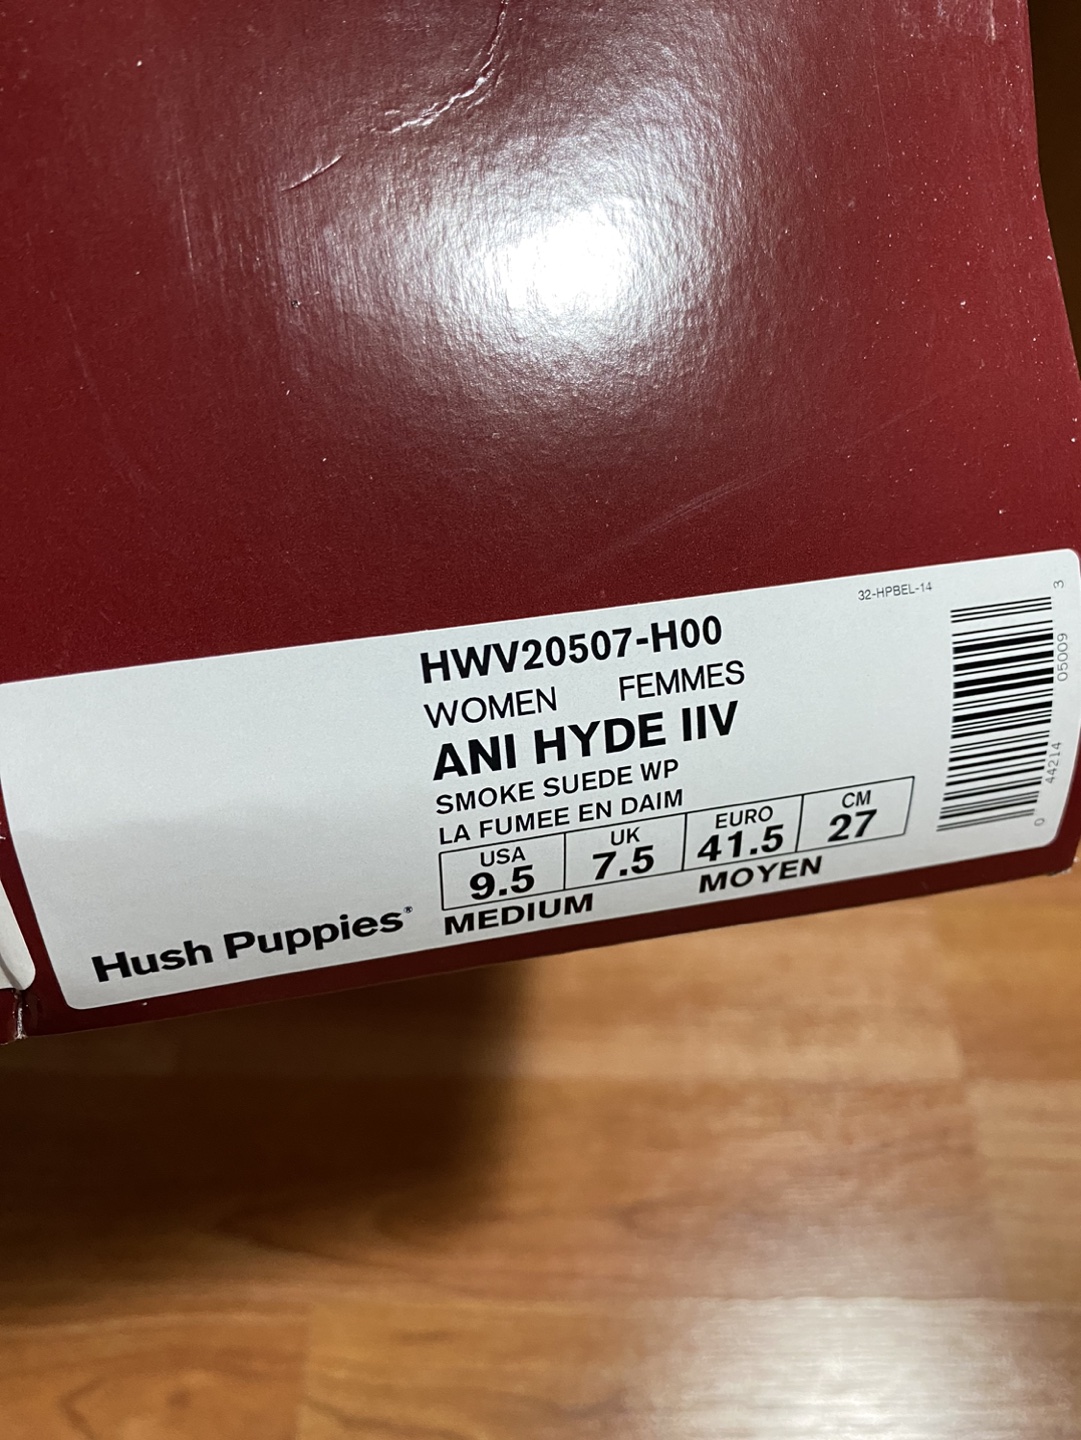 32-HPBEL-14
HWV20507-H00
WOMEN FEMMES
ANI HYDE IIV
SMOKE SUEDE WP
LA FUMEE EN DAIM
USA UK EURO CM
9.5 7.5 41.5 27
MEDIUM MOYEN
Hush Puppies®
0 44214 05009 3